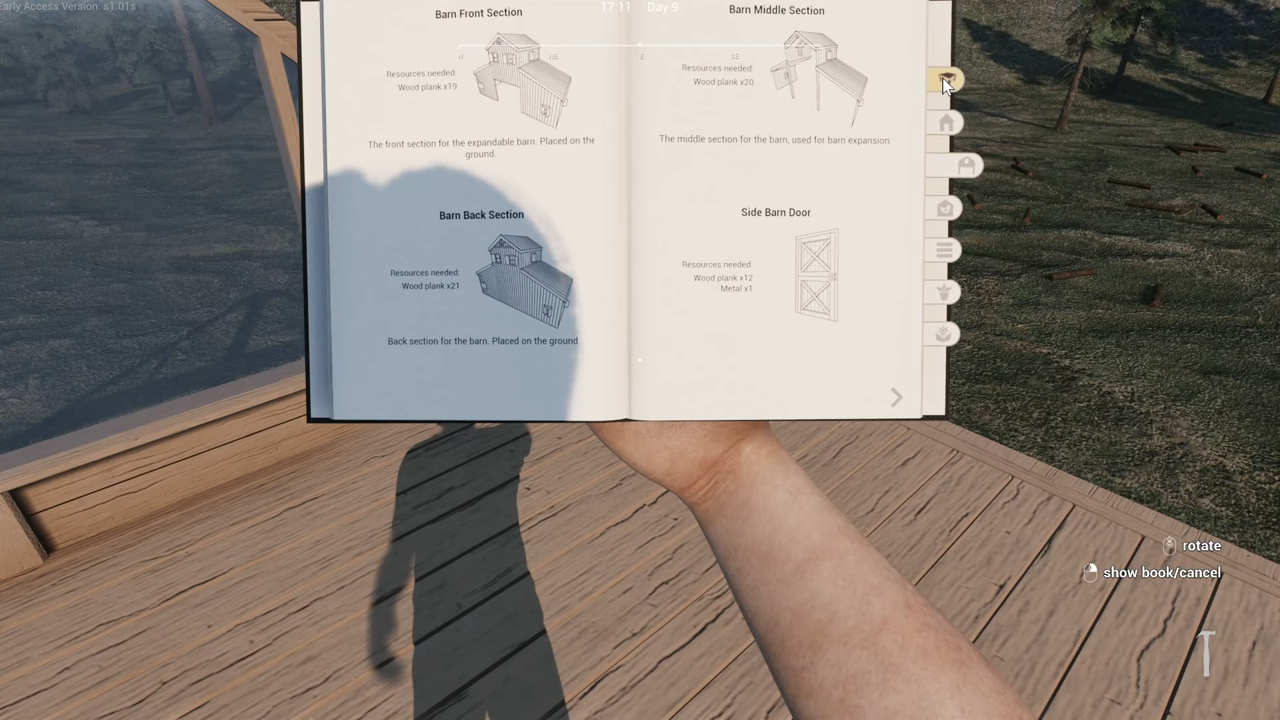 Early Access Version: s1.01s
17:11 Day 9
Barn Front Section
Resources needed:
Wood plank x19
The front section for the expandable barn. Placed on the
ground.
Barn Back Section
Resources needed:
Wood plank x21
Back section for the barn. Placed on the ground
Barn Middle Section
Resources needed:
Wood plank x20
The middle section for the barn, used for barn expansion.
Side Barn Door
Resources needed:
Wood plank x12
Metal x1
rotate
show book/cancel